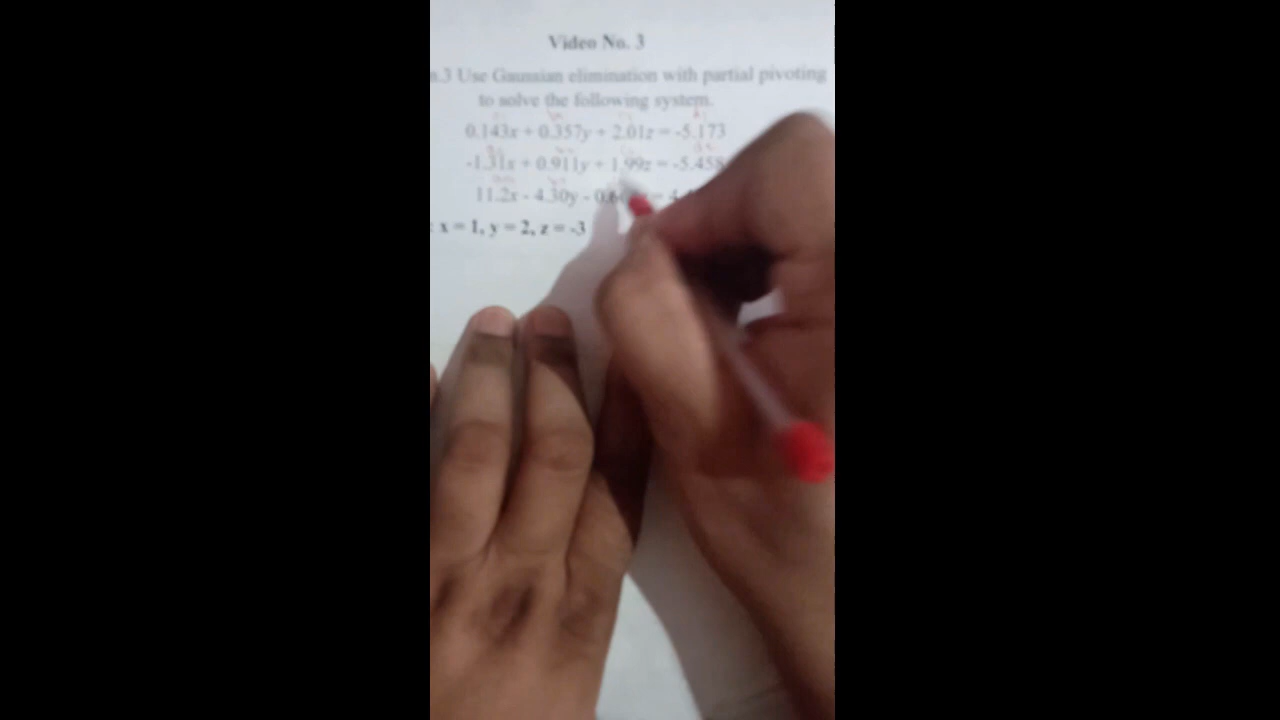 Video No. 3
.3 Use Gaussian elimination with partial pivoting
to solve the following system.
0.143x + 0.357y + 2.01z = -5.173
-1.31x + 0.911y + 1.99z = -5.458
11.2x - 4.30y -
x = 1, y = 2, z = -3